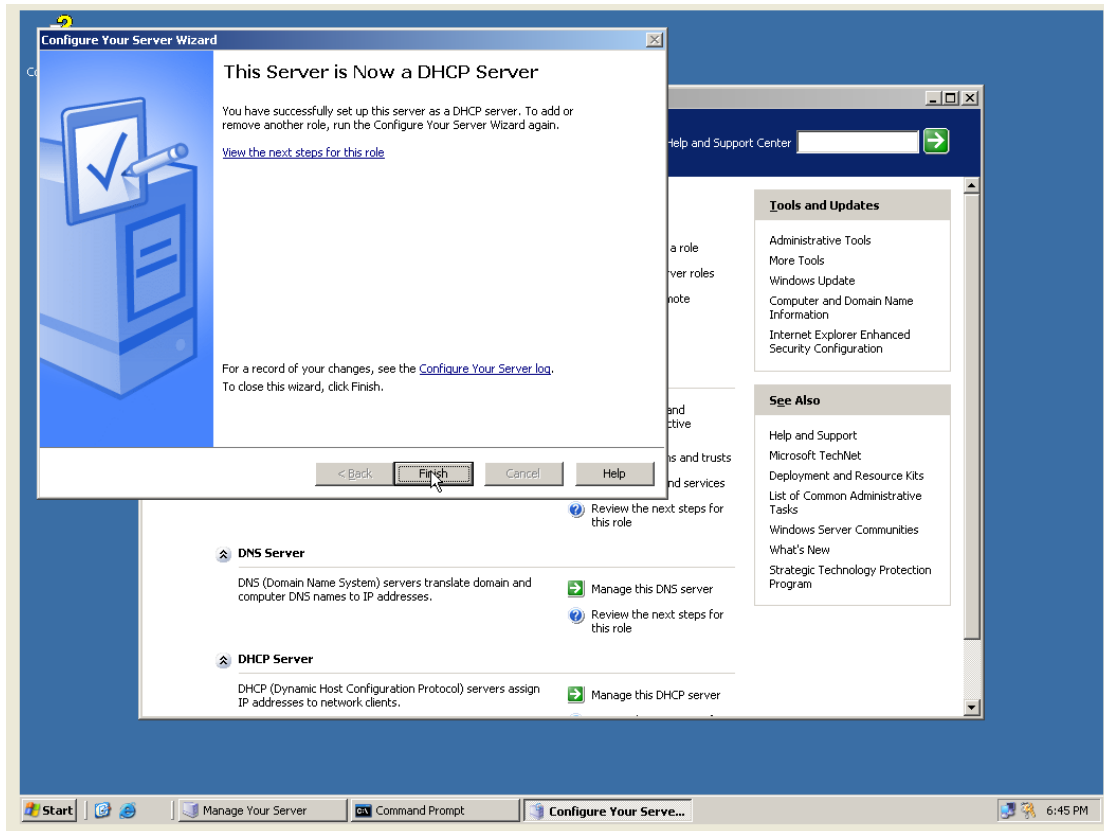 Configure Your Server Wizard
This Server is Now a DHCP Server
You have successfully set up this server as a DHCP server. To add or
remove another role, run the Configure Your Server Wizard again.
View the next steps for this role
For a record of your changes, see the Configure Your Server log.
To close this wizard, click Finish.
< Back
Finish
Cancel
Help
Help and Support Center
a role
rver roles
mote
and
ctive
ns and trusts
nd services
Review the next steps for
this role
DNS Server
DNS (Domain Name System) servers translate domain and
computer DNS names to IP addresses.
Manage this DNS server
Review the next steps for
this role
DHCP Server
DHCP (Dynamic Host Configuration Protocol) servers assign
IP addresses to network clients.
Manage this DHCP server
Tools and Updates
Administrative Tools
More Tools
Windows Update
Computer and Domain Name
Information
Internet Explorer Enhanced
Security Configuration
See Also
Help and Support
Microsoft TechNet
Deployment and Resource Kits
List of Common Administrative
Tasks
Windows Server Communities
What's New
Strategic Technology Protection
Program
Start
Manage Your Server
Command Prompt
Configure Your Serve...
6:45 PM